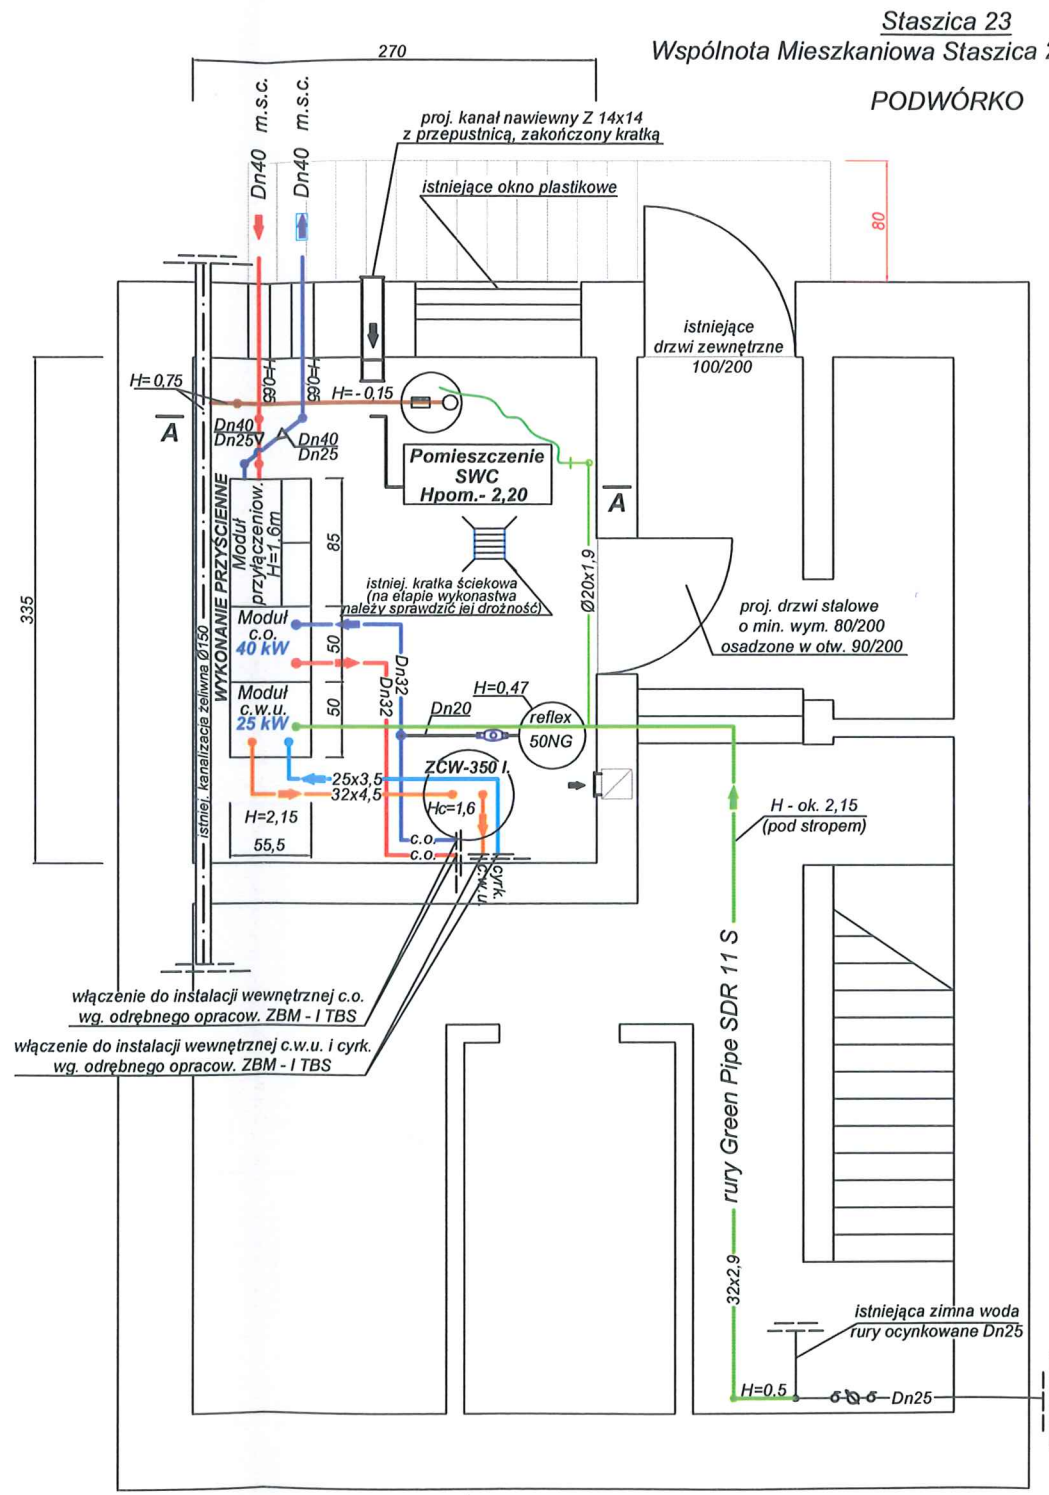 Staszica 23
Wspólnota Mieszkaniowa Staszica
PODWÓRKO
270
Dn40 m.s.c.
Dn40 m.s.c.
proj. kanał nawiewny Z 14x14
z przepustnicą, zakończony kratką
istniejące okno plastikowe
80
istniejące
drzwi zewnętrzne
100/200
H= 0,75
H=0,65
H=0,65
H= - 0,15
A
Dn40
Dn25
Dn40
Dn25
Pomieszczenie
SWC
Hpom.- 2,20
A
335
WYKONANIE PRZYŚCIENNE
istniej. kanalizacja żeliwna Ø150
Moduł
przyłączeniow.
H=1,6m
85
istniej. kratka ściekowa
(na etapie wykonastwa
należy sprawdzić jej drożność)
Ø20x1,9
proj. drzwi stalowe
o min. wym. 80/200
osadzone w otw. 90/200
Moduł
c.o.
40 kW
50
Dn32
Dn32
Moduł
c.w.u.
25 kW
50
H=0,47
Dn20
reflex
50NG
ZCW-350 l.
25x3,5
32x4,5
Hc=1,6
H=2,15
55,5
c.o.
c.o.
c.w.u.
cyrk.
H - ok. 2,15
(pod stropem)
włączenie do instalacji wewnętrznej c.o.
wg. odrębnego opracow. ZBM - I TBS
włączenie do instalacji wewnętrznej c.w.u. i cyrk.
wg. odrębnego opracow. ZBM - I TBS
rury Green Pipe SDR 11 S
32x2,9
istniejąca zimna woda
rury ocynkowane Dn25
H=0,5
Dn25